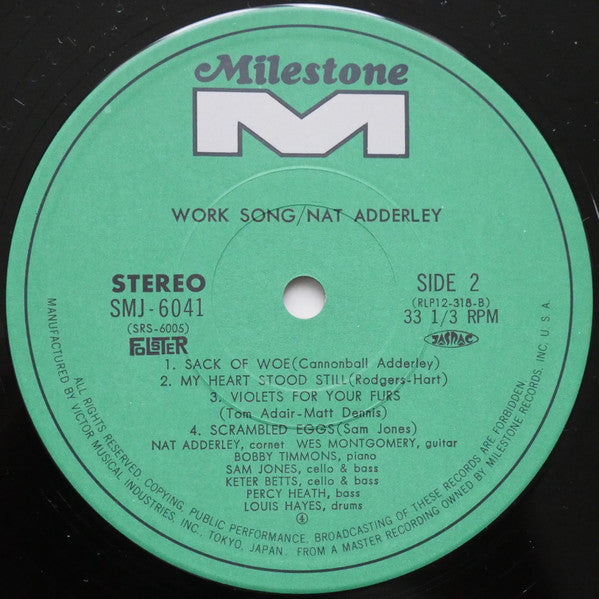 Milestone
M
WORK SONG/NAT ADDERLEY
STEREO
SMJ-6041
(SRS-6005)
FOLSTER
SIDE 2
(RLP12-318-B)
33 1/3 RPM
JASRAC
1. SACK OF WOE(Cannonball Adderley)
2. MY HEART STOOD STILL(Rodgers-Hart)
3. VIOLETS FOR YOUR FURS
(Tom Adair-Matt Dennis)
4. SCRAMBLED EGGS(Sam Jones)
NAT ADDERLEY, cornet WES MONTGOMERY, guitar
BOBBY TIMMONS, piano
SAM JONES, cello & bass
KETER BETTS, cello & bass
PERCY HEATH, bass
LOUIS HAYES, drums
4
ALL RIGHTS RESERVED. COPYING, PUBLIC PERFORMANCE, BROADCASTING OF THESE RECORDS ARE FORBIDDEN
MANUFACTURED BY VICTOR MUSICAL INDUSTRIES, INC., TOKYO, JAPAN. FROM A MASTER RECORDING OWNED BY MILESTONE RECORDS, INC, U.S.A.